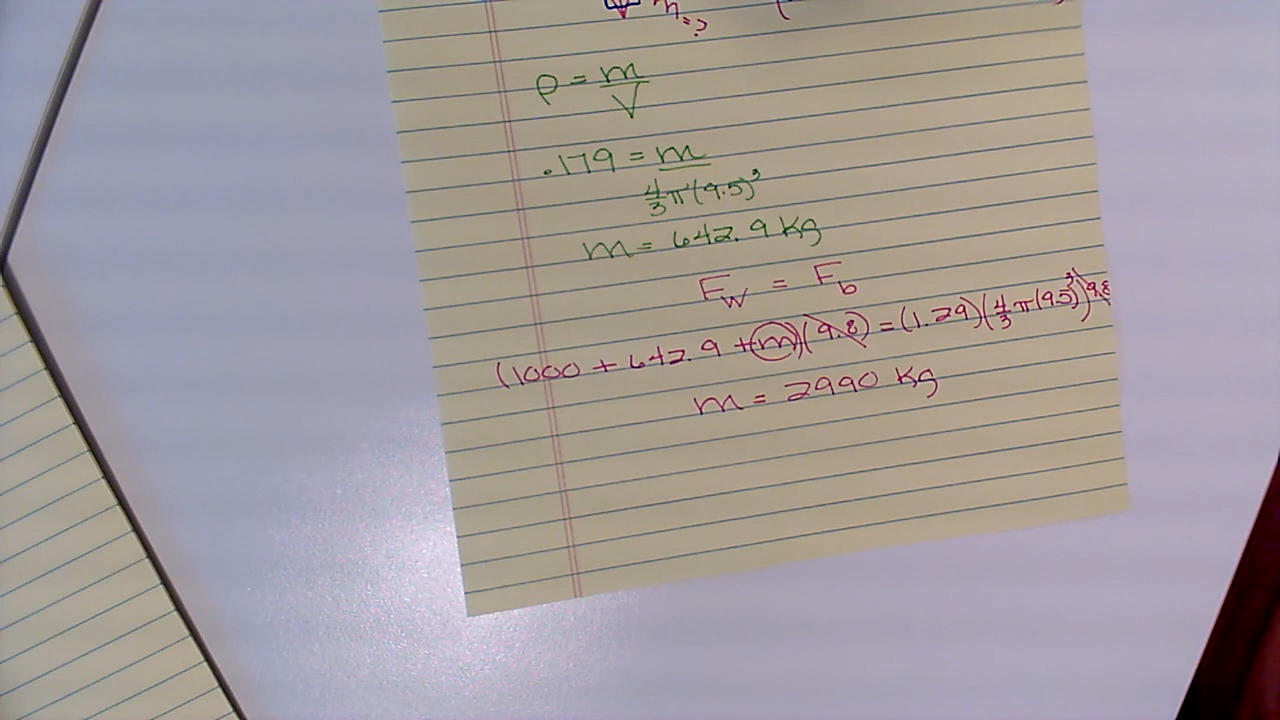 m = ?
ρ = m/V
.179 = m / 4/3 π (9.5)³
m = 642.9 kg
F_w = F_b
(1000 + 642.9 + m)(9.8) = (1.29)(4/3 π (9.5)³) 9.8
m = 2990 kg